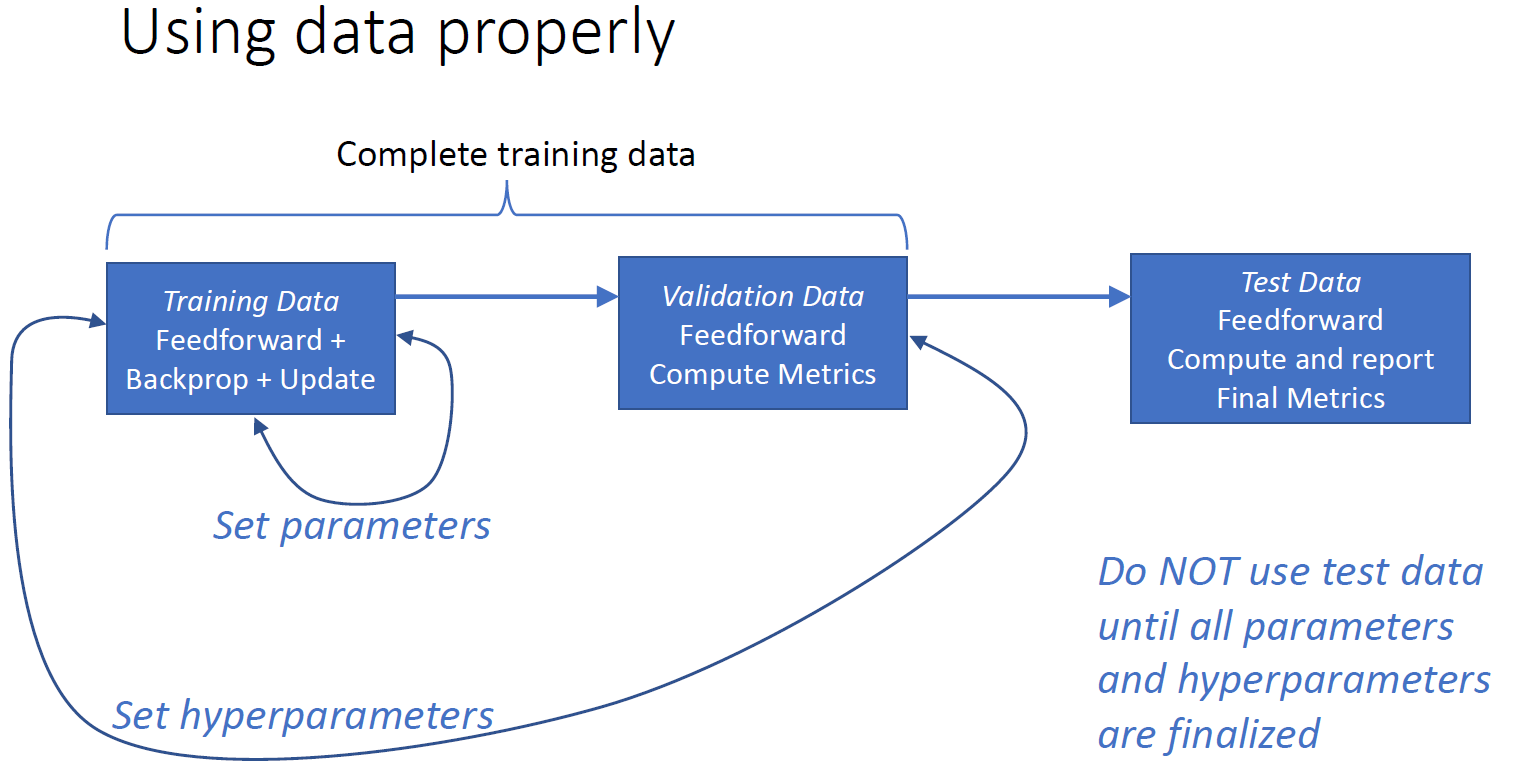 Using data properly
Complete training data
Training Data
Feedforward +
Backprop + Update
Validation Data
Feedforward
Compute Metrics
Test Data
Feedforward
Compute and report
Final Metrics
Set parameters
Set hyperparameters
Do NOT use test data
until all parameters
and hyperparameters
are finalized